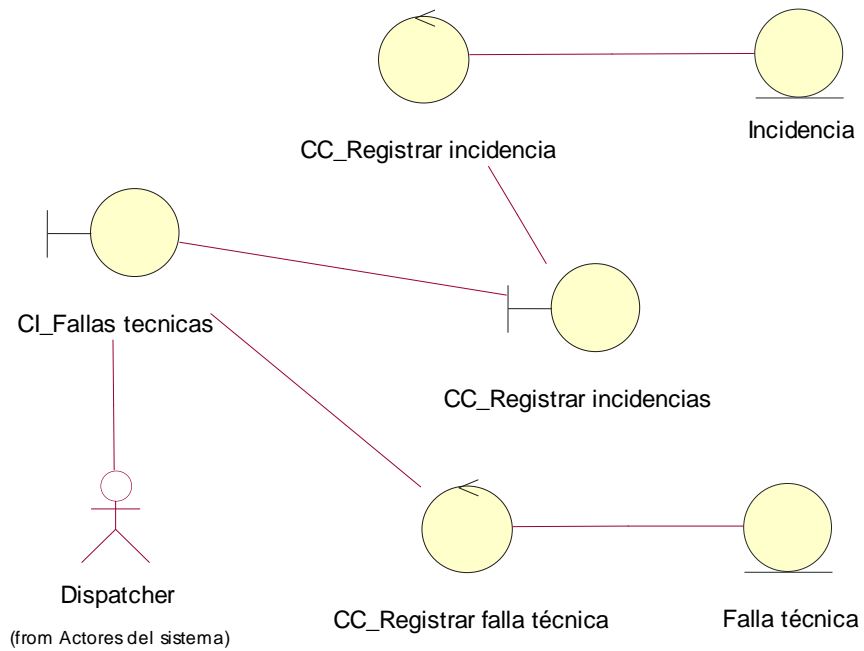 CC_Registrar incidencia
Incidencia
CI_Fallas tecnicas
CC_Registrar incidencias
Dispatcher
(from Actores del sistema)
CC_Registrar falla técnica
Falla técnica